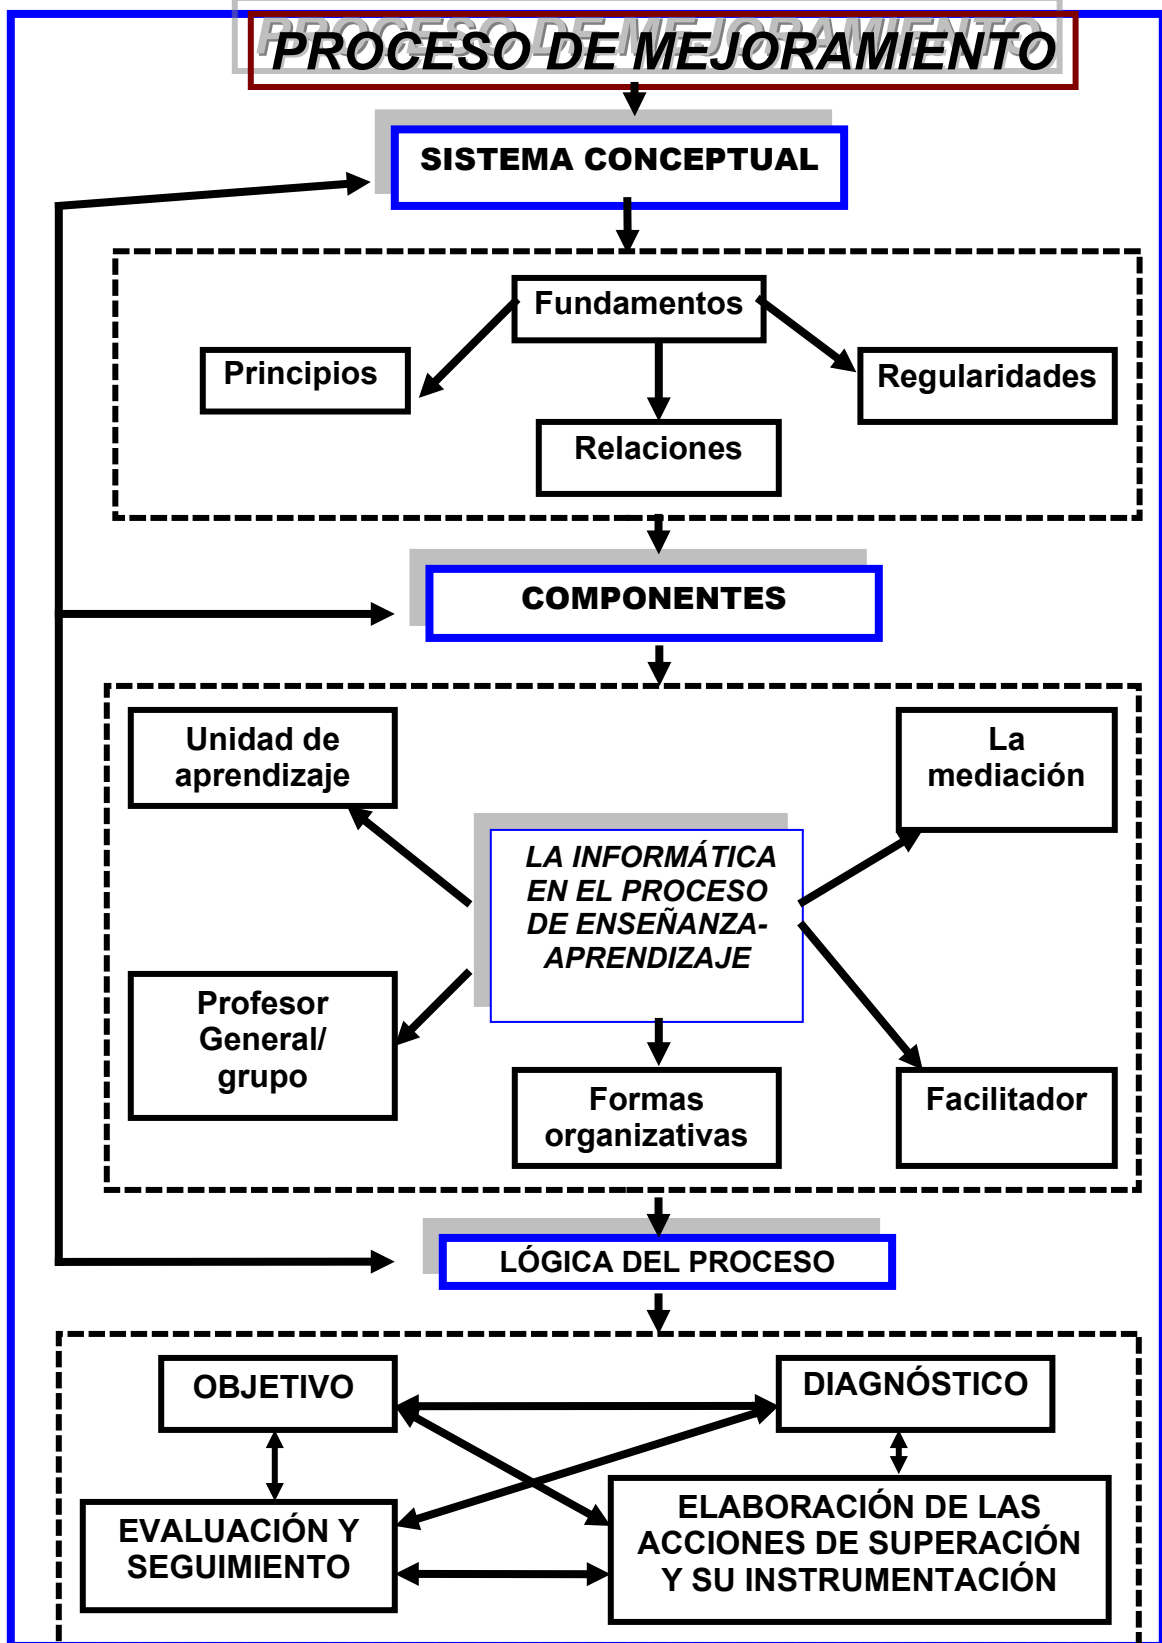 PROCESO DE MEJORAMIENTO
SISTEMA CONCEPTUAL
Fundamentos
Principios
Regularidades
Relaciones
COMPONENTES
Unidad de
aprendizaje
La
mediación
LA INFORMÁTICA
EN EL PROCESO
DE ENSEÑANZA-
APRENDIZAJE
Profesor
General/
grupo
Formas
organizativas
Facilitador
LÓGICA DEL PROCESO
OBJETIVO
DIAGNÓSTICO
EVALUACIÓN Y
SEGUIMIENTO
ELABORACIÓN DE LAS
ACCIONES DE SUPERACIÓN
Y SU INSTRUMENTACIÓN